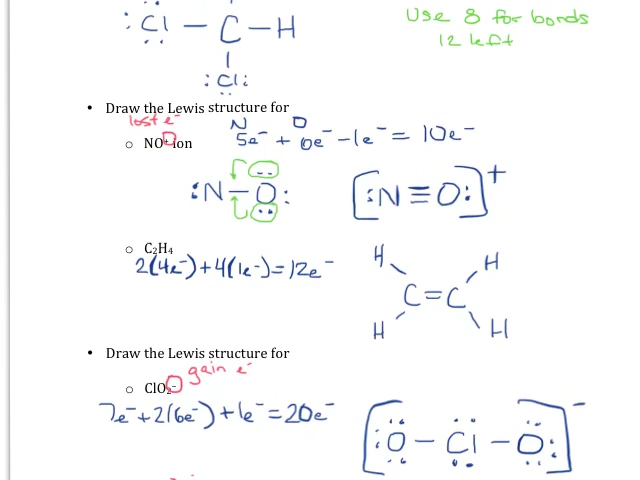 Use 8 for bonds
:Cl – C – H
12 left
:Cl:
• Draw the Lewis structure for
lost e⁻
N O
5e⁻ + 6e⁻ – 1e⁻ = 10e⁻
o NO⁺ ion
:N – O: [:N ≡ O:]⁺
o C₂H₄
2(4e⁻) + 4(1e⁻) = 12e⁻
H H
C = C
H H
• Draw the Lewis structure for
gain e⁻
o ClO₂⁻
7e⁻ + 2(6e⁻) + 1e⁻ = 20e⁻
[:O – Cl – O:]⁻